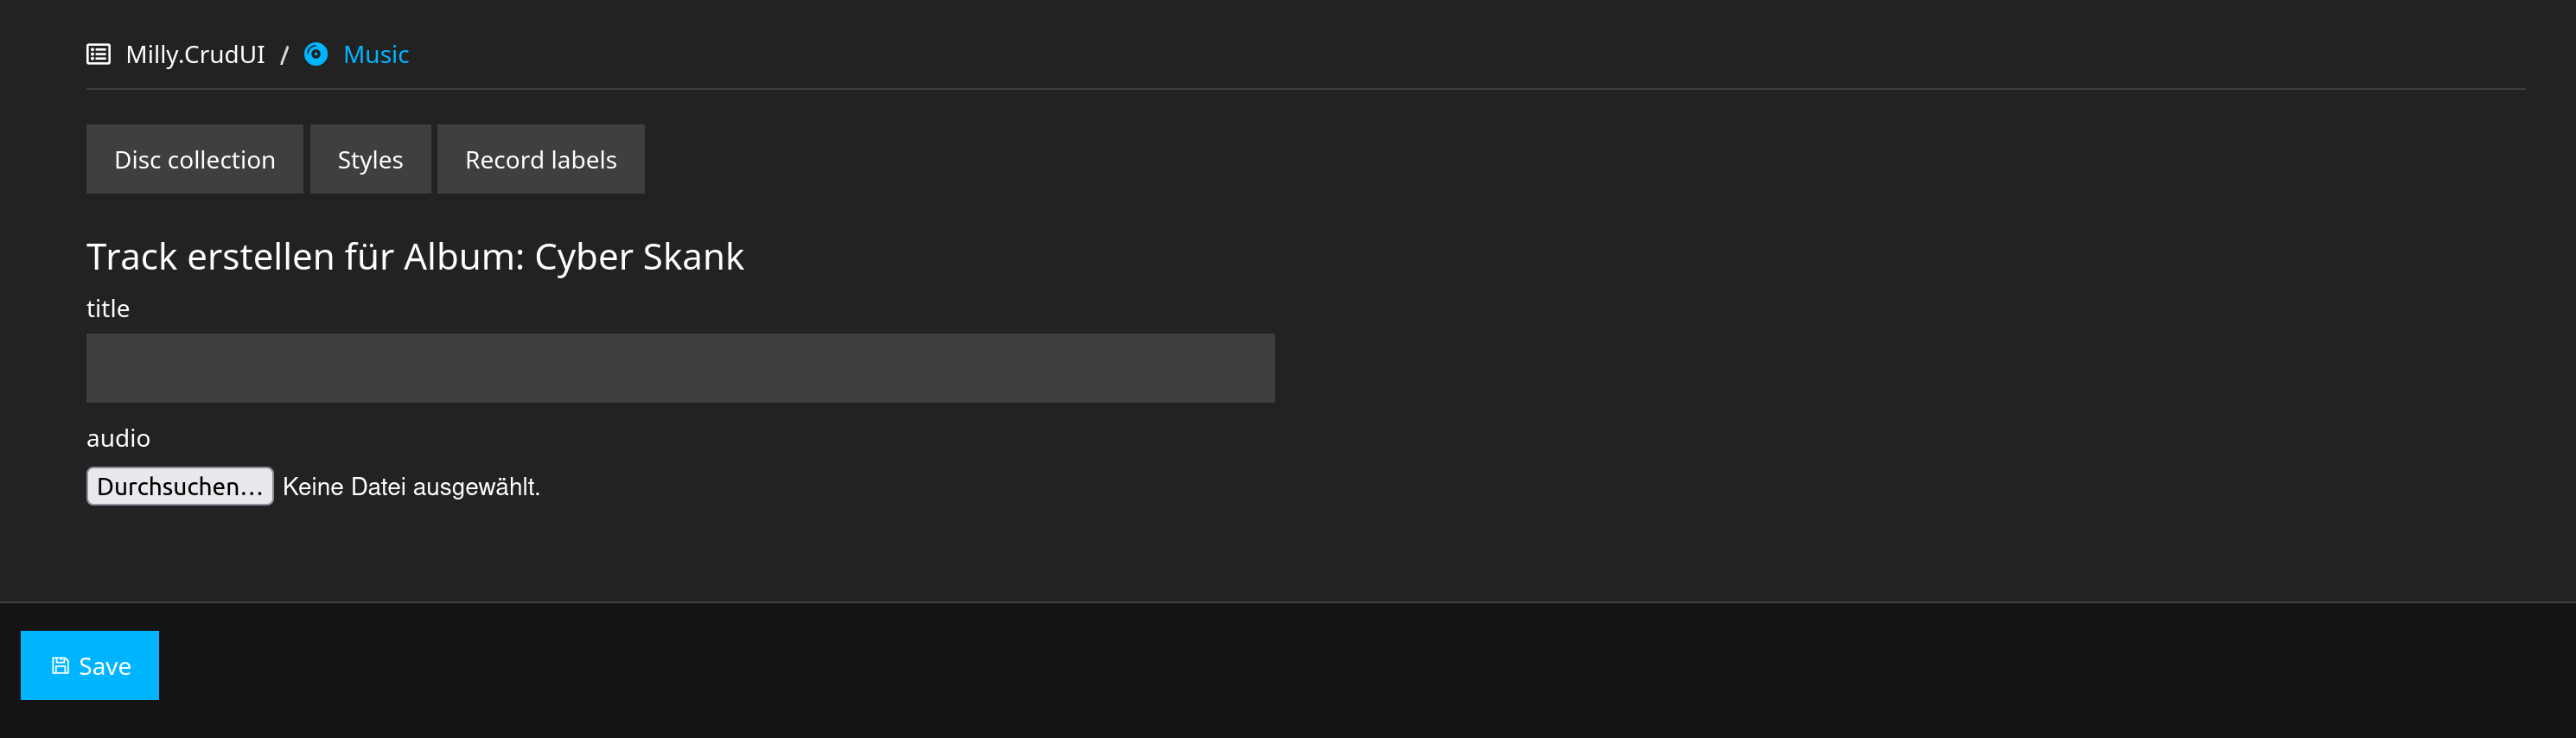 Milly.CrudUI / Music
Disc collection Styles Record labels
Track erstellen für Album: Cyber Skank
title
audio
Durchsuchen... Keine Datei ausgewählt.
Save